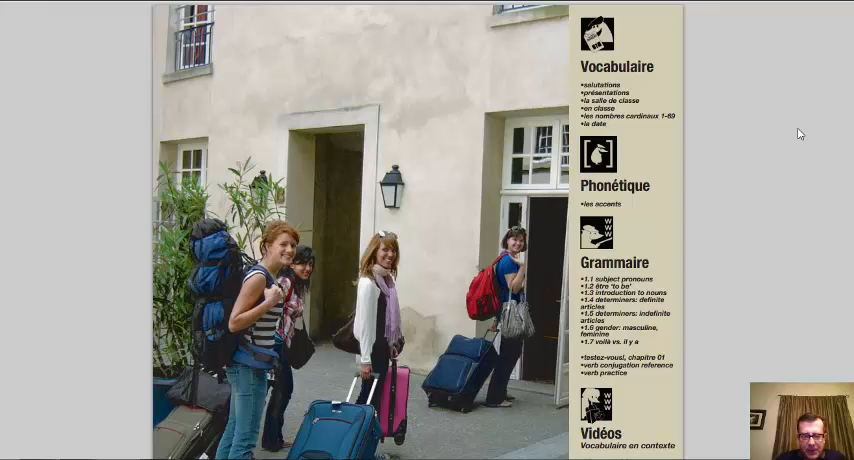 Vocabulaire
•salutations
•présentations
•la salle de classe
•en classe
•les nombres cardinaux 1-69
•la date
Phonétique
•les accents
WWW
Grammaire
•1.1 subject pronouns
•1.2 être 'to be'
•1.3 introduction to nouns
•1.4 determiners: definite
articles
•1.5 determiners: indefinite
articles
•1.6 gender: masculine,
feminine
•1.7 voilà vs. il y a
•testez-vous!, chapitre 01
•verb conjugation reference
•verb practice
WWW
Vidéos
Vocabulaire en contexte